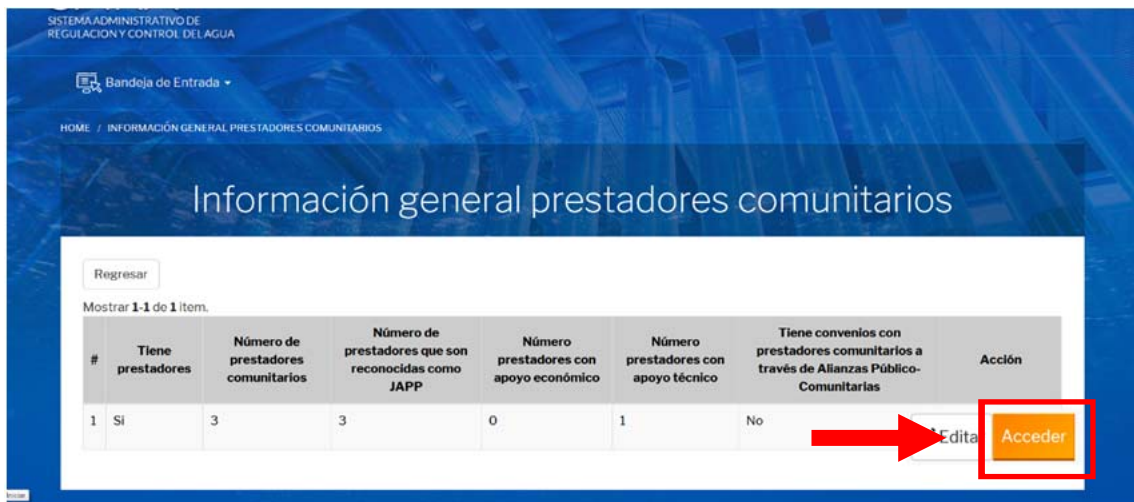 SISTEMA ADMINISTRATIVO DE
REGULACION Y CONTROL DEL AGUA
Bandeja de Entrada
HOME / INFORMACIÓN GENERAL PRESTADORES COMUNITARIOS
Información general prestadores comunitarios
Regresar
Mostrar 1-1 de 1 item.
# Tiene prestadores Número de prestadores comunitarios Número de prestadores que son reconocidas como JAPP Número prestadores con apoyo económico Número prestadores con apoyo técnico Tiene convenios con prestadores comunitarios a través de Alianzas Público-Comunitarias Acción
1 Si 3 3 0 1 No Edita Acceder